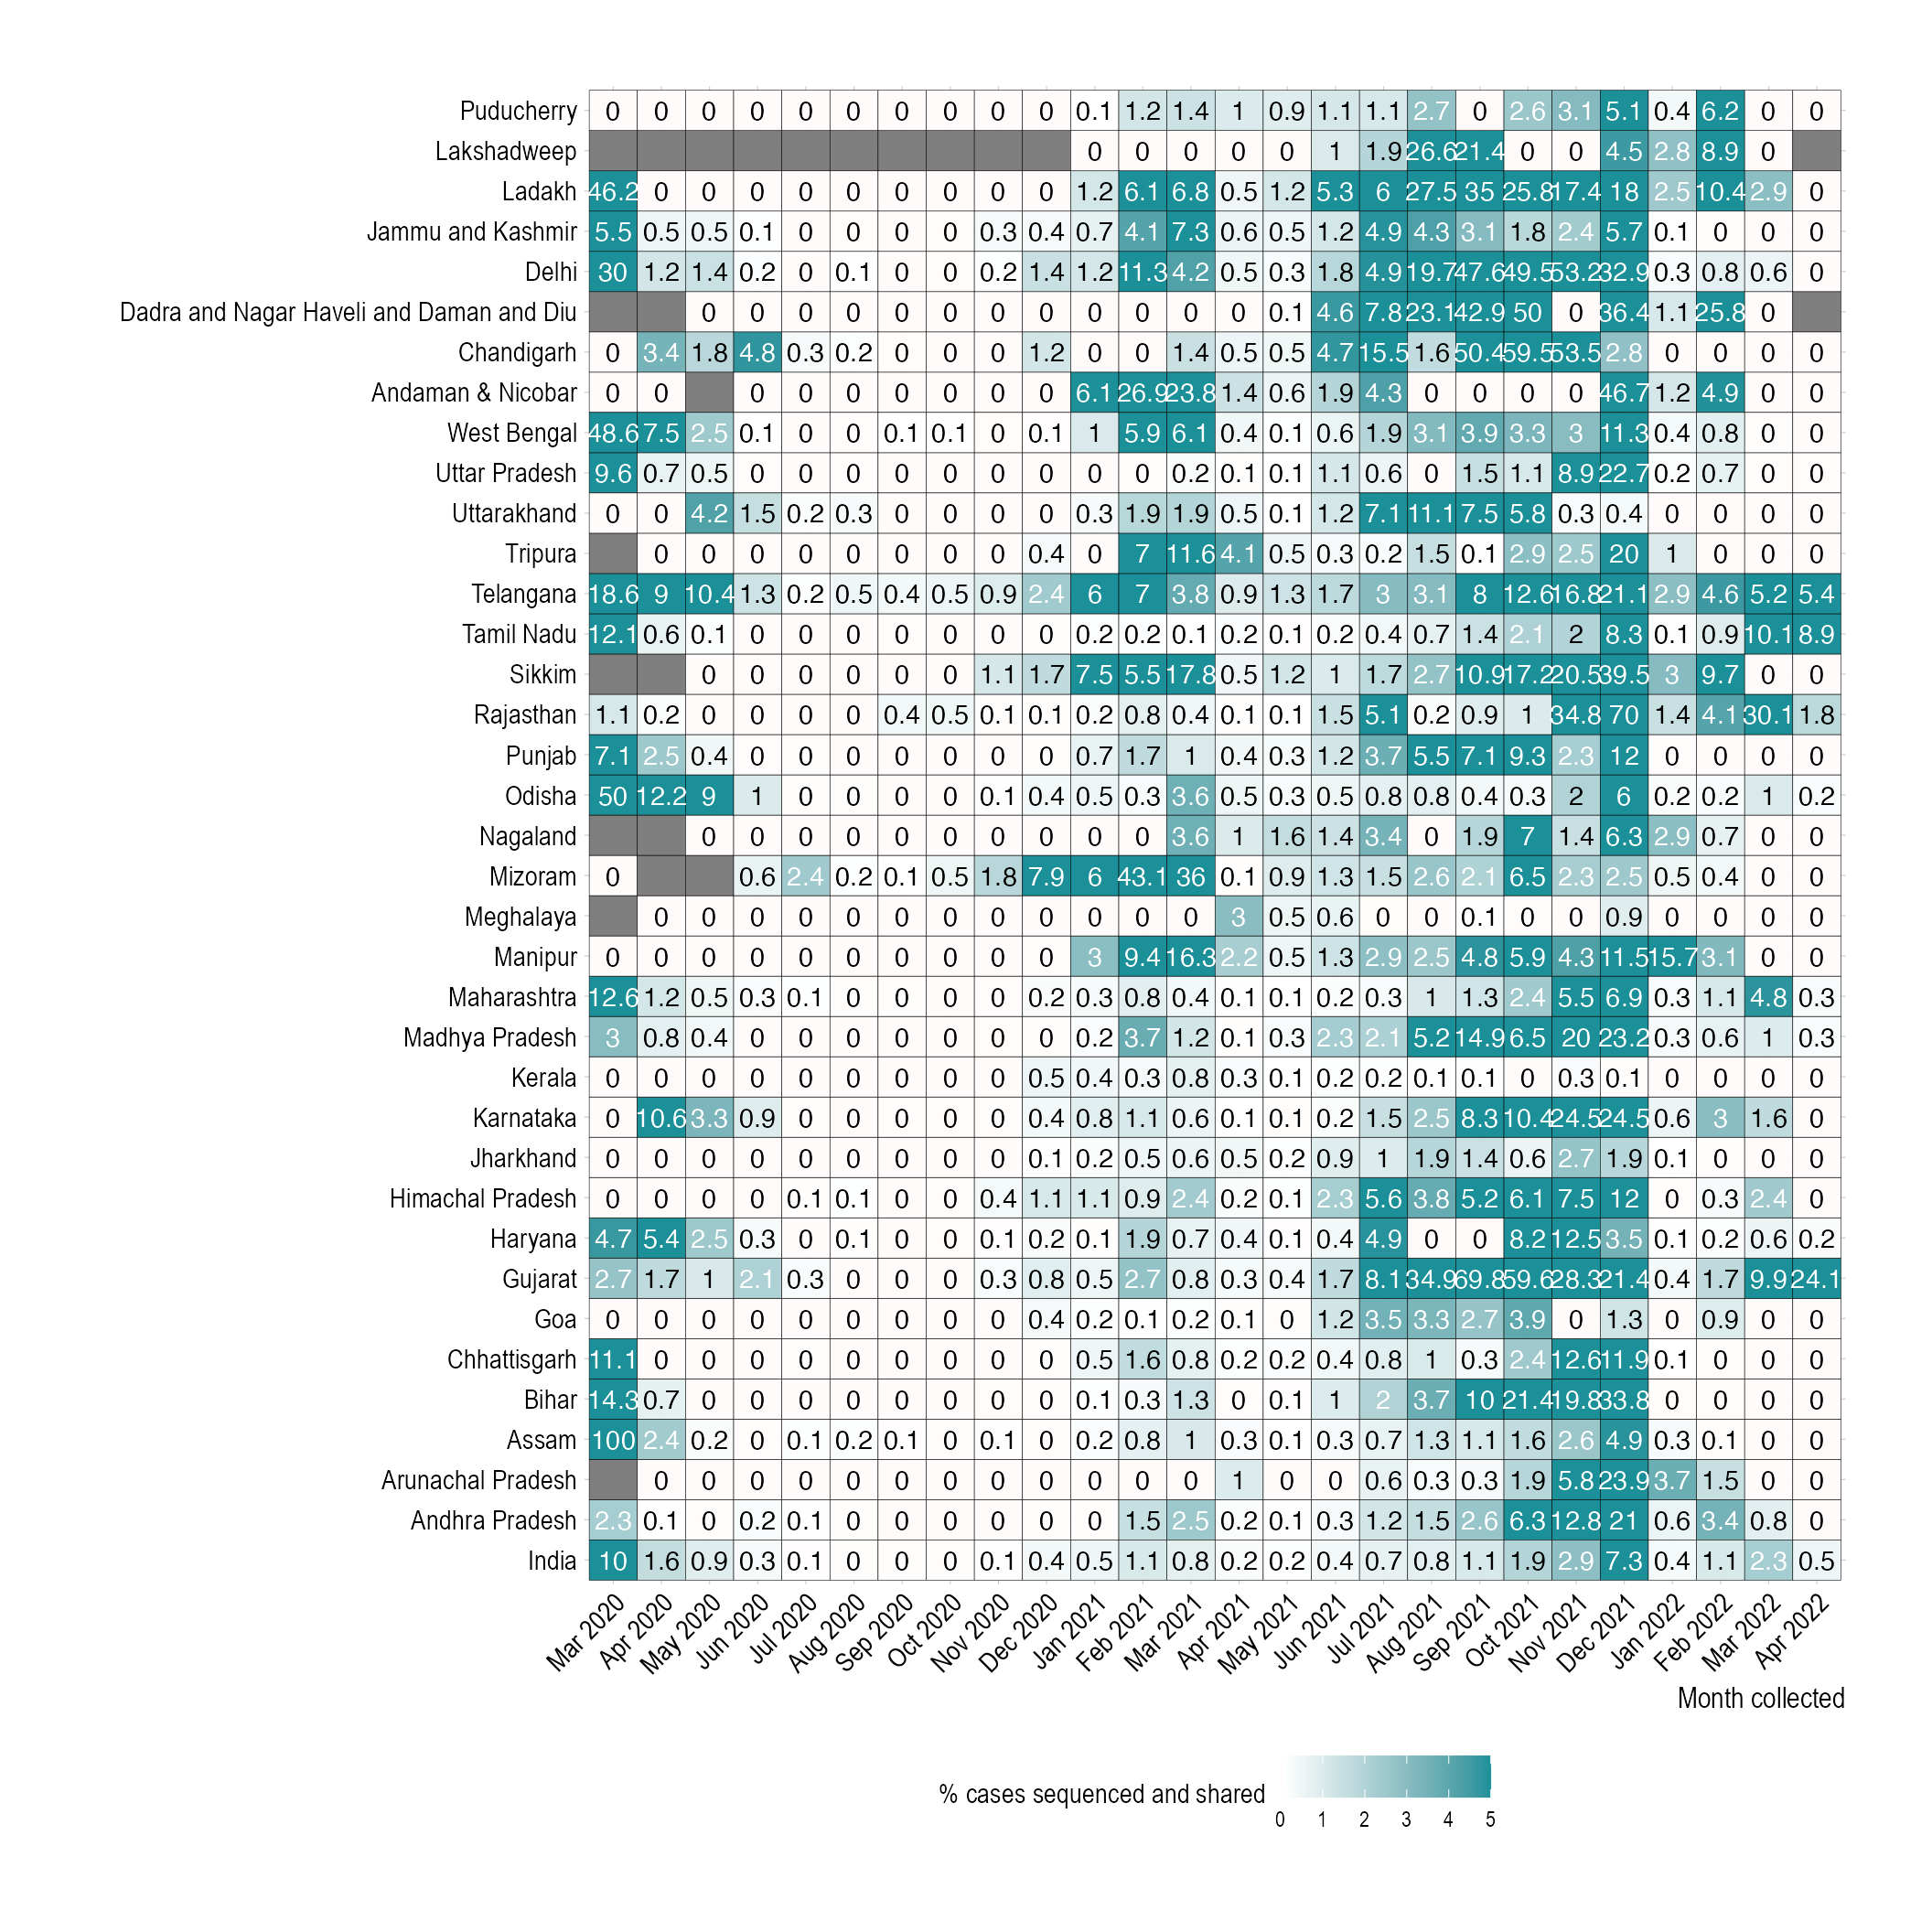 Puducherry 0 0 0 0 0 0 0 0 0 0 0.1 1.2 1.4 1 0.9 1.1 1.1 2.7 0 2.6 3.1 5.1 0.4 6.2 0 0
Lakshadweep 0 0 0 0 0 1 1.9 26.6 21.4 0 0 4.5 2.8 8.9 0
Ladakh 46.2 0 0 0 0 0 0 0 0 0 1.2 6.1 6.8 0.5 1.2 5.3 6 27.5 35 25.8 17.4 18 2.5 10.4 2.9 0
Jammu and Kashmir 5.5 0.5 0.5 0.1 0 0 0 0 0.3 0.4 0.7 4.1 7.3 0.6 0.5 1.2 4.9 4.3 3.1 1.8 2.4 5.7 0.1 0 0 0
Delhi 30 1.2 1.4 0.2 0 0.1 0 0 0.2 1.4 1.2 11.3 4.2 0.5 0.3 1.8 4.9 19.7 47.6 49.5 53.2 32.9 0.3 0.8 0.6 0
Dadra and Nagar Haveli and Daman and Diu 0 0 0 0 0 0 0 0 0 0 0 0 0.1 4.6 7.8 23.1 42.9 50 0 36.4 1.1 25.8 0
Chandigarh 0 3.4 1.8 4.8 0.3 0.2 0 0 0 1.2 0 0 1.4 0.5 0.5 4.7 15.5 1.6 50.4 59.5 53.5 2.8 0 0 0 0
Andaman & Nicobar 0 0 0 0 0 0 0 0 0 6.1 26.9 23.8 1.4 0.6 1.9 4.3 0 0 0 0 46.7 1.2 4.9 0 0
West Bengal 48.6 7.5 2.5 0.1 0 0 0.1 0.1 0 0.1 1 5.9 6.1 0.4 0.1 0.6 1.9 3.1 3.9 3.3 3 11.3 0.4 0.8 0 0
Uttar Pradesh 9.6 0.7 0.5 0 0 0 0 0 0 0 0 0 0.2 0.1 0.1 1.1 0.6 0 1.5 1.1 8.9 22.7 0.2 0.7 0 0
Uttarakhand 0 0 4.2 1.5 0.2 0.3 0 0 0 0 0.3 1.9 1.9 0.5 0.1 1.2 7.1 11.1 7.5 5.8 0.3 0.4 0 0 0 0
Tripura 0 0 0 0 0 0 0 0 0.4 0 7 11.6 4.1 0.5 0.3 0.2 1.5 0.1 2.9 2.5 20 1 0 0 0
Telangana 18.6 9 10.4 1.3 0.2 0.5 0.4 0.5 0.9 2.4 6 7 3.8 0.9 1.3 1.7 3 3.1 8 12.6 16.8 21.1 2.9 4.6 5.2 5.4
Tamil Nadu 12.1 0.6 0.1 0 0 0 0 0 0 0 0.2 0.2 0.1 0.2 0.1 0.2 0.4 0.7 1.4 2.1 2 8.3 0.1 0.9 10.1 8.9
Sikkim 0 0 0 0 0 0 1.1 1.7 7.5 5.5 17.8 0.5 1.2 1 1.7 2.7 10.9 17.2 20.5 39.5 3 9.7 0 0
Rajasthan 1.1 0.2 0 0 0 0 0.4 0.5 0.1 0.1 0.2 0.8 0.4 0.1 0.1 1.5 5.1 0.2 0.9 1 34.8 70 1.4 4.1 30.1 1.8
Punjab 7.1 2.5 0.4 0 0 0 0 0 0 0 0.7 1.7 1 0.4 0.3 1.2 3.7 5.5 7.1 9.3 2.3 12 0 0 0 0
Odisha 50 12.2 9 1 0 0 0 0 0.1 0.4 0.5 0.3 3.6 0.5 0.3 0.5 0.8 0.8 0.4 0.3 2 6 0.2 0.2 1 0.2
Nagaland 0 0 0 0 0 0 0 0 0 0 3.6 1 1.6 1.4 3.4 0 1.9 7 1.4 6.3 2.9 0.7 0 0
Mizoram 0 0.6 2.4 0.2 0.1 0.5 1.8 7.9 6 43.1 36 0.1 0.9 1.3 1.5 2.6 2.1 6.5 2.3 2.5 0.5 0.4 0 0
Meghalaya 0 0 0 0 0 0 0 0 0 0 0 0 3 0.5 0.6 0 0 0.1 0 0 0.9 0 0 0 0
Manipur 0 0 0 0 0 0 0 0 0 0 3 9.4 16.3 2.2 0.5 1.3 2.9 2.5 4.8 5.9 4.3 11.5 15.7 3.1 0 0
Maharashtra 12.6 1.2 0.5 0.3 0.1 0 0 0 0 0.2 0.3 0.8 0.4 0.1 0.1 0.2 0.3 1 1.3 2.4 5.5 6.9 0.3 1.1 4.8 0.3
Madhya Pradesh 3 0.8 0.4 0 0 0 0 0 0 0 0.2 3.7 1.2 0.1 0.3 2.3 2.1 5.2 14.9 6.5 20 23.2 0.3 0.6 1 0.3
Kerala 0 0 0 0 0 0 0 0 0 0.5 0.4 0.3 0.8 0.3 0.1 0.2 0.2 0.1 0.1 0 0.3 0.1 0 0 0 0
Karnataka 0 10.6 3.3 0.9 0 0 0 0 0 0.4 0.8 1.1 0.6 0.1 0.1 0.2 1.5 2.5 8.3 10.4 24.5 24.5 0.6 3 1.6 0
Jharkhand 0 0 0 0 0 0 0 0 0 0.1 0.2 0.5 0.6 0.5 0.2 0.9 1 1.9 1.4 0.6 2.7 1.9 0.1 0 0 0
Himachal Pradesh 0 0 0 0 0.1 0.1 0 0 0.4 1.1 1.1 0.9 2.4 0.2 0.1 2.3 5.6 3.8 5.2 6.1 7.5 12 0 0.3 2.4 0
Haryana 4.7 5.4 2.5 0.3 0 0.1 0 0 0.1 0.2 0.1 1.9 0.7 0.4 0.1 0.4 4.9 0 0 8.2 12.5 3.5 0.1 0.2 0.6 0.2
Gujarat 2.7 1.7 1 2.1 0.3 0 0 0 0.3 0.8 0.5 2.7 0.8 0.3 0.4 1.7 8.1 34.9 69.8 59.6 28.3 21.4 0.4 1.7 9.9 24.1
Goa 0 0 0 0 0 0 0 0 0 0.4 0.2 0.1 0.2 0.1 0 1.2 3.5 3.3 2.7 3.9 0 1.3 0 0.9 0 0
Chhattisgarh 11.1 0 0 0 0 0 0 0 0 0 0.5 1.6 0.8 0.2 0.2 0.4 0.8 1 0.3 2.4 12.6 11.9 0.1 0 0 0
Bihar 14.3 0.7 0 0 0 0 0 0 0 0 0.1 0.3 1.3 0 0.1 1 2 3.7 10 21.4 19.8 33.8 0 0 0 0
Assam 100 2.4 0.2 0 0.1 0.2 0.1 0 0.1 0 0.2 0.8 1 0.3 0.1 0.3 0.7 1.3 1.1 1.6 2.6 4.9 0.3 0.1 0 0
Arunachal Pradesh 0 0 0 0 0 0 0 0 0 0 0 0 1 0 0 0.6 0.3 0.3 1.9 5.8 23.9 3.7 1.5 0 0
Andhra Pradesh 2.3 0.1 0 0.2 0.1 0 0 0 0 0 0 1.5 2.5 0.2 0.1 0.3 1.2 1.5 2.6 6.3 12.8 21 0.6 3.4 0.8 0
India 10 1.6 0.9 0.3 0.1 0 0 0 0.1 0.4 0.5 1.1 0.8 0.2 0.2 0.4 0.7 0.8 1.1 1.9 2.9 7.3 0.4 1.1 2.3 0.5
Mar 2020 Apr 2020 May 2020 Jun 2020 Jul 2020 Aug 2020 Sep 2020 Oct 2020 Nov 2020 Dec 2020 Jan 2021 Feb 2021 Mar 2021 Apr 2021 May 2021 Jun 2021 Jul 2021 Aug 2021 Sep 2021 Oct 2021 Nov 2021 Dec 2021 Jan 2022 Feb 2022 Mar 2022 Apr 2022
Month collected
% cases sequenced and shared
0 1 2 3 4 5